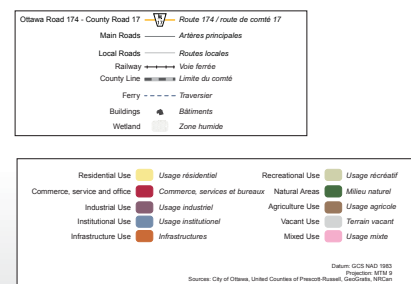 Ottawa Road 174 - County Road 17 17 Route 174 / route de comté 17
Main Roads Artères principales
Local Roads Routes locales
Railway Voie ferrée
County Line Limite du comté
Ferry Traversier
Buildings Bâtiments
Wetland Zone humide
Residential Use Usage résidentiel Recreational Use Usage récréatif
Commerce, service and office Commerce, services et bureaux Natural Areas Milieu naturel
Industrial Use Usage industriel Agriculture Use Usage agricole
Institutional Use Usage institutionel Vacant Use Terrain vacant
Infrastructure Use Infrastructures Mixed Use Usage mixte
Datum: GCS NAD 1983
Projection: MTM 9
Sources: City of Ottawa, United Counties of Prescott-Russell, GeoGratis, NRCan